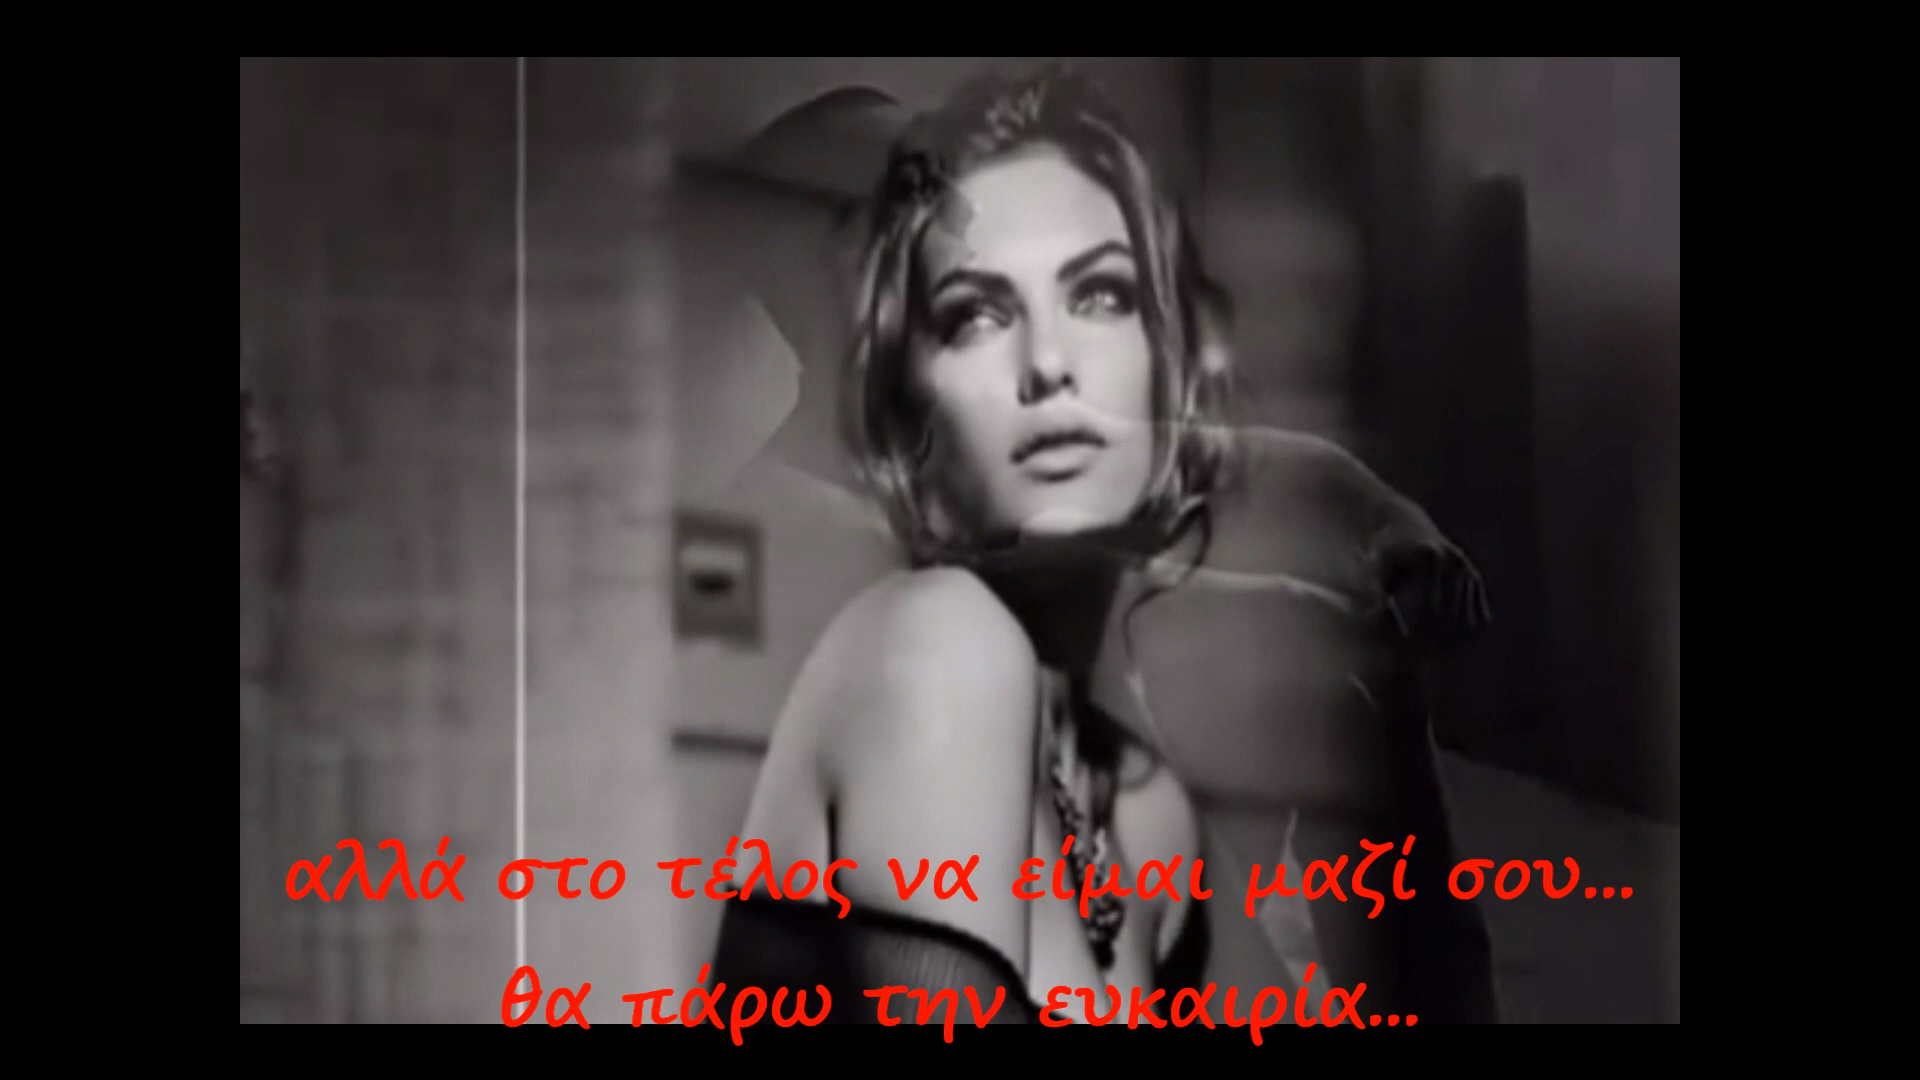 αλλά στο τέλος να είμαι μαζί σου...
θα πάρω την ευκαιρία...